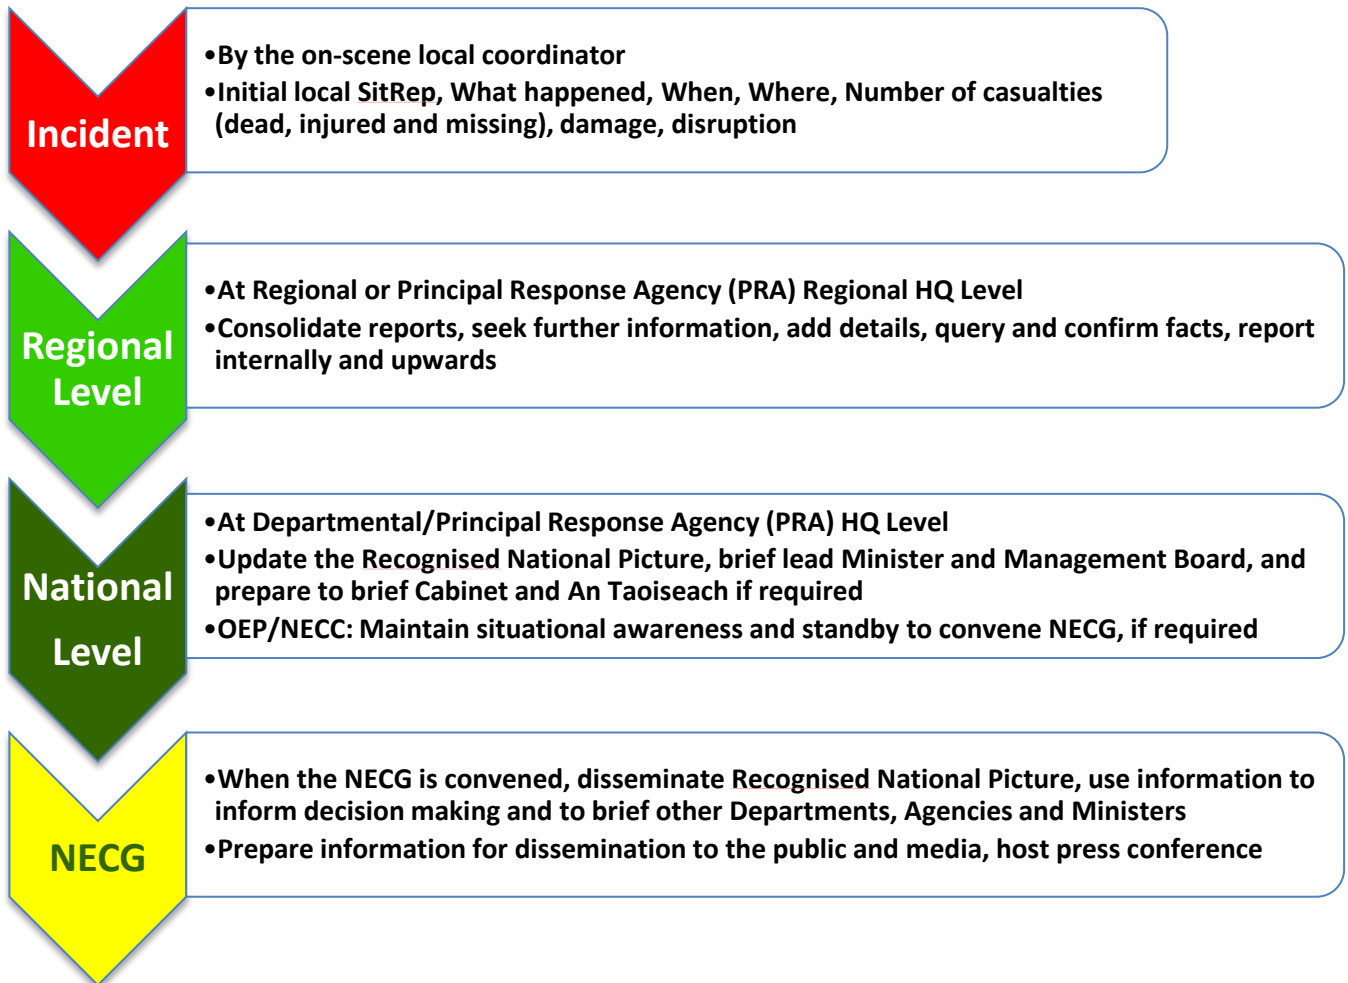 Incident
•By the on-scene local coordinator
•Initial local SitRep, What happened, When, Where, Number of casualties
(dead, injured and missing), damage, disruption
Regional
Level
•At Regional or Principal Response Agency (PRA) Regional HQ Level
•Consolidate reports, seek further information, add details, query and confirm facts, report
internally and upwards
National
Level
•At Departmental/Principal Response Agency (PRA) HQ Level
•Update the Recognised National Picture, brief lead Minister and Management Board, and
prepare to brief Cabinet and An Taoiseach if required
•OEP/NECC: Maintain situational awareness and standby to convene NECG, if required
NECG
•When the NECG is convened, disseminate Recognised National Picture, use information to
inform decision making and to brief other Departments, Agencies and Ministers
•Prepare information for dissemination to the public and media, host press conference